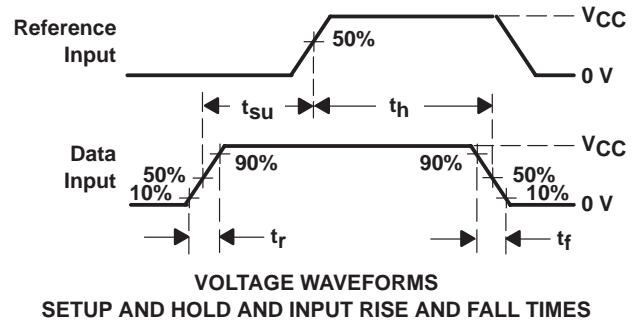 Reference
Input
50%
VCC
0 V
tsu
th
Data
Input
50%
10%
90%
90%
VCC
50%
10%
0 V
tr
tf
VOLTAGE WAVEFORMS
SETUP AND HOLD AND INPUT RISE AND FALL TIMES